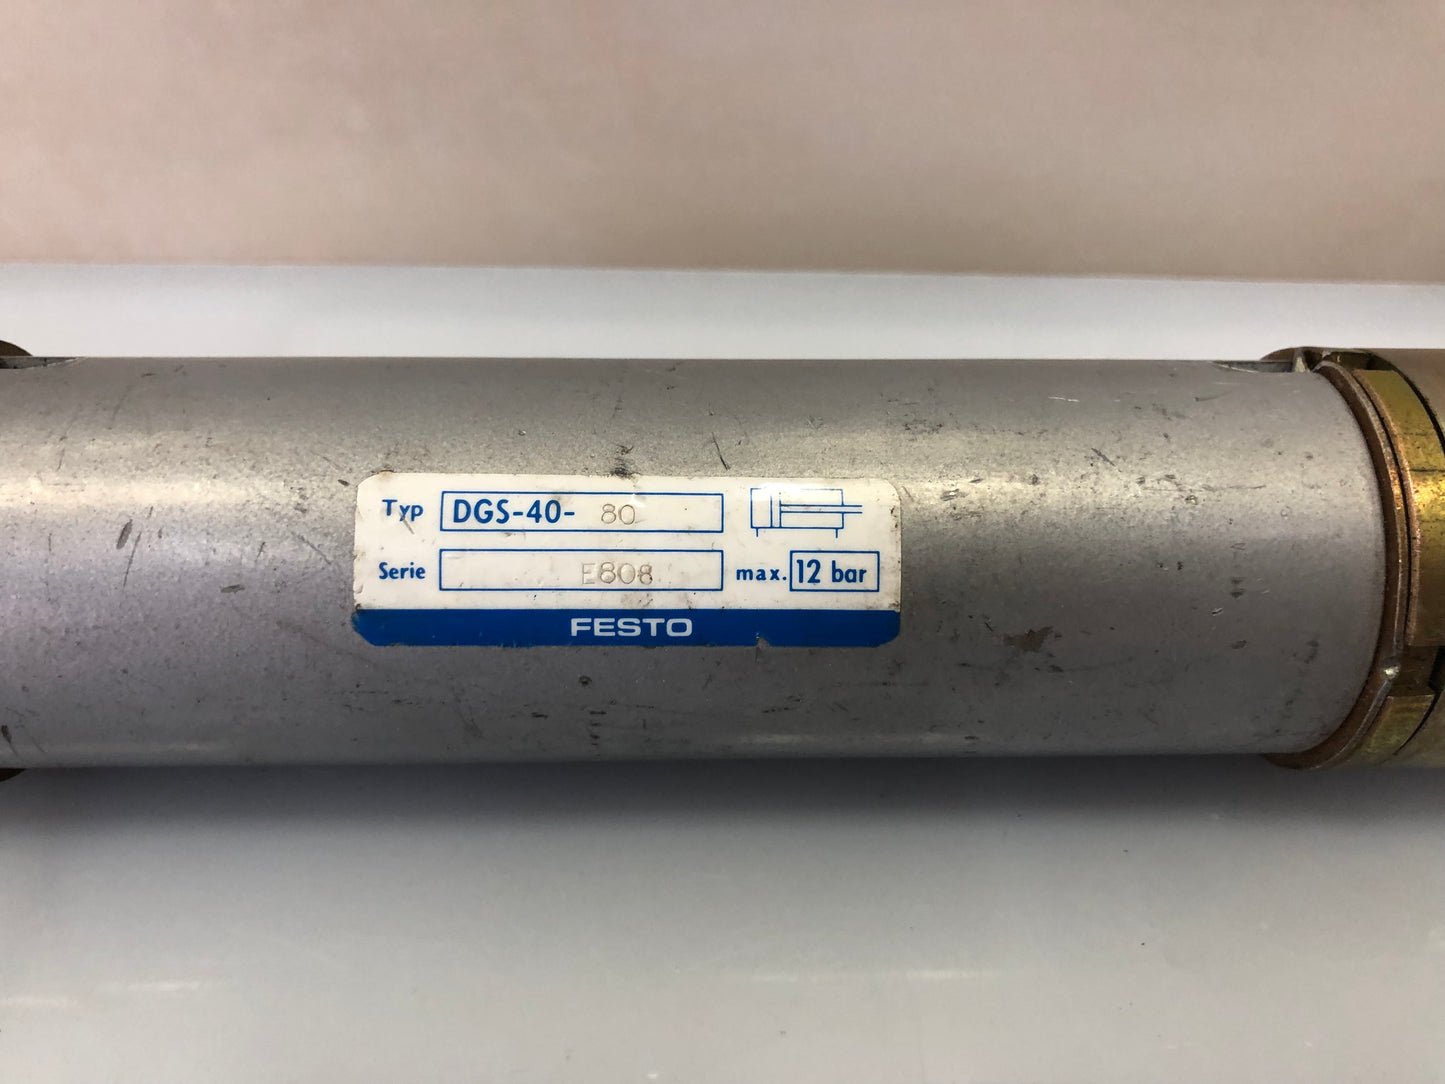 Typ DGS-40- 80
Serie E808 max. 12 bar
FESTO